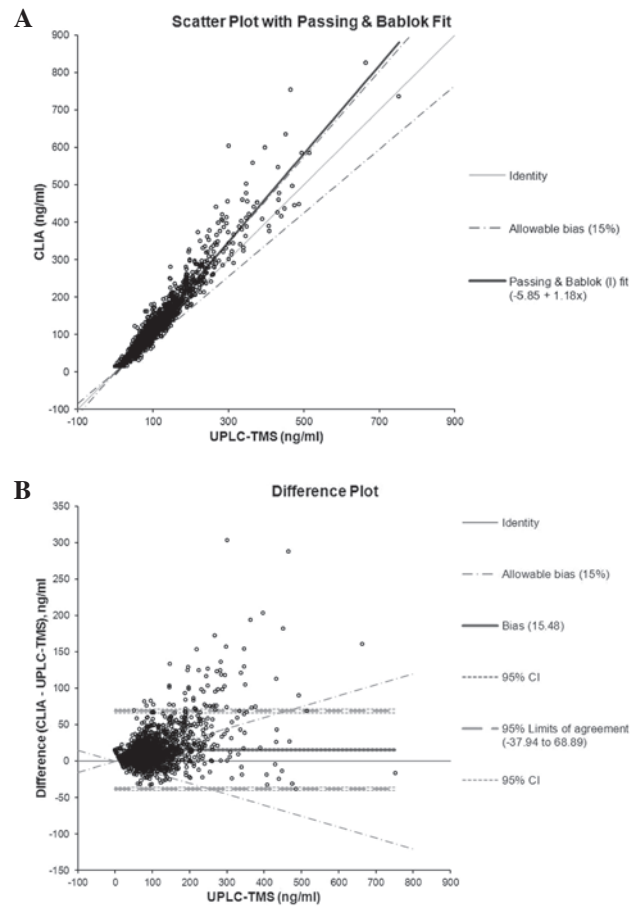 A
Scatter Plot with Passing & Bablok Fit
900
800
700
600
500
400
300
200
100
0
-100
CLIA (ng/ml)
-100
100
300
500
700
900
UPLC-TMS (ng/ml)
Identity
Allowable bias (15%)
Passing & Bablok (I) fit
(-5.85 + 1.18x)
B
Difference Plot
350
300
250
200
150
100
50
0
-50
-100
-150
Difference (CLIA - UPLC-TMS), ng/ml
-100
0
100
200
300
400
500
600
700
800
900
UPLC-TMS (ng/ml)
Identity
Allowable bias (15%)
Bias (15.48)
95% CI
95% Limits of agreement
(-37.94 to 68.89)
95% CI